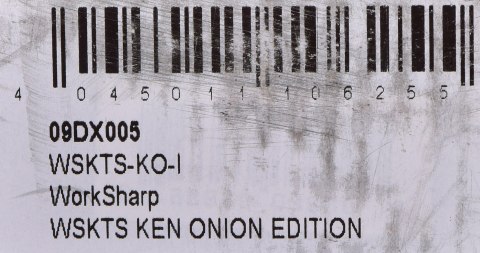 4 045011 106255
09DX005
WSKTS-KO-I
WorkSharp
WSKTS KEN ONION EDITION